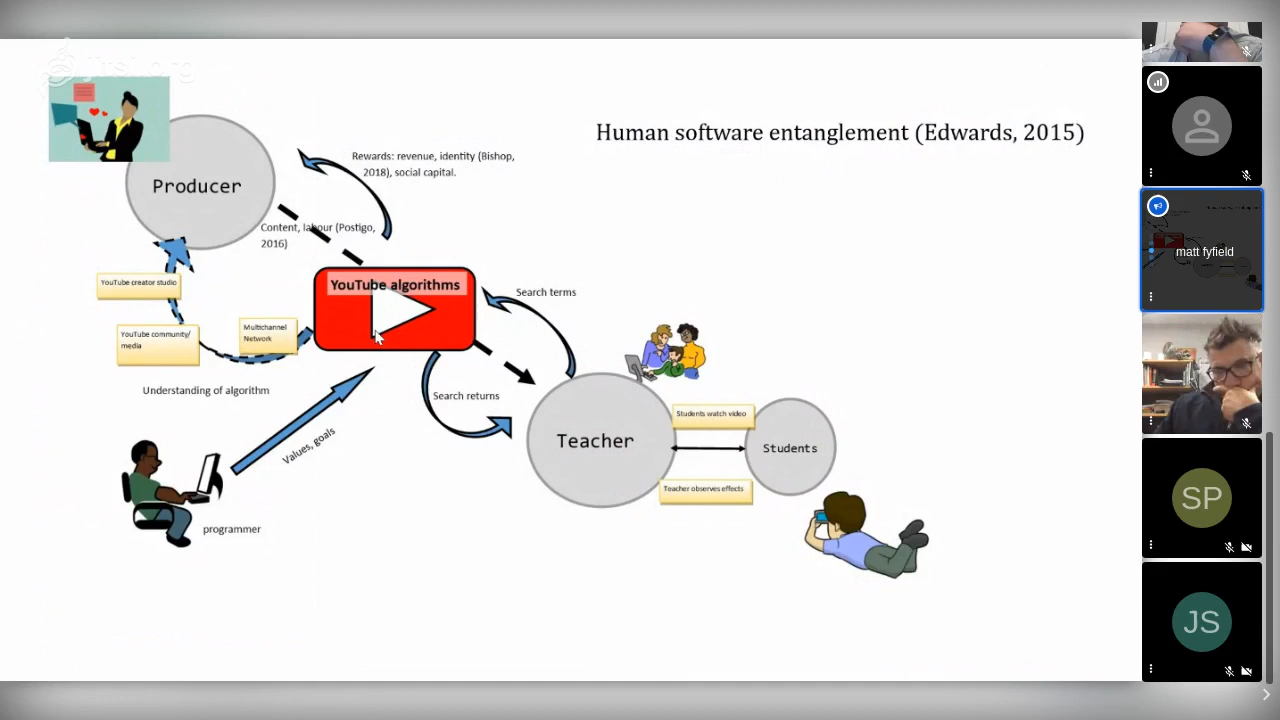 jitsi.org
Human software entanglement (Edwards, 2015)
Rewards: revenue, identity (Bishop,
2018), social capital.
Producer
Content, labour (Postigo,
2016)
YouTube creator studio
YouTube algorithms
Search terms
YouTube community/
media
Multichannel
Network
Understanding of algorithm
Search returns
Values, goals
Teacher
Students watch video
Students
Teacher observes effects
programmer
matt fyfield
SP
JS